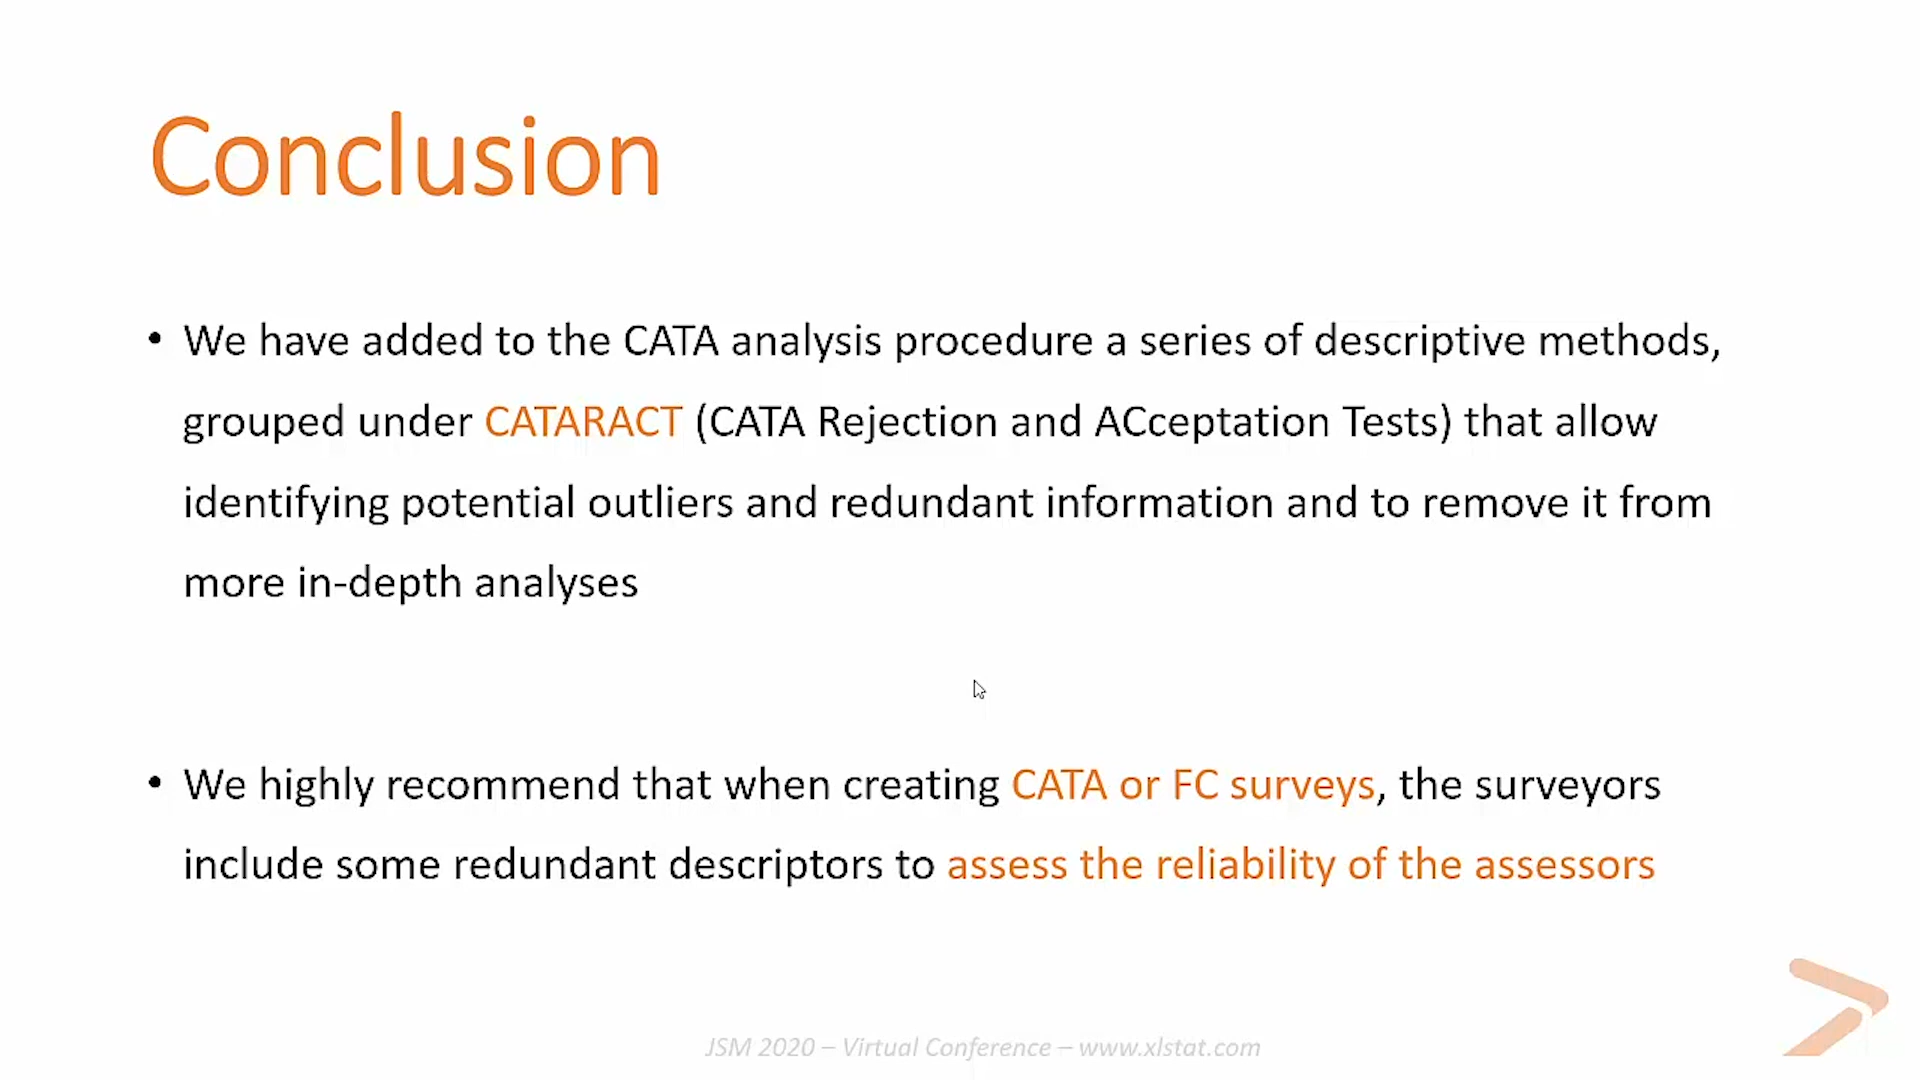 Conclusion
• We have added to the CATA analysis procedure a series of descriptive methods,
grouped under CATARACT (CATA Rejection and ACceptation Tests) that allow
identifying potential outliers and redundant information and to remove it from
more in-depth analyses
• We highly recommend that when creating CATA or FC surveys, the surveyors
include some redundant descriptors to assess the reliability of the assessors
JSM 2020 – Virtual Conference – www.xlstat.com